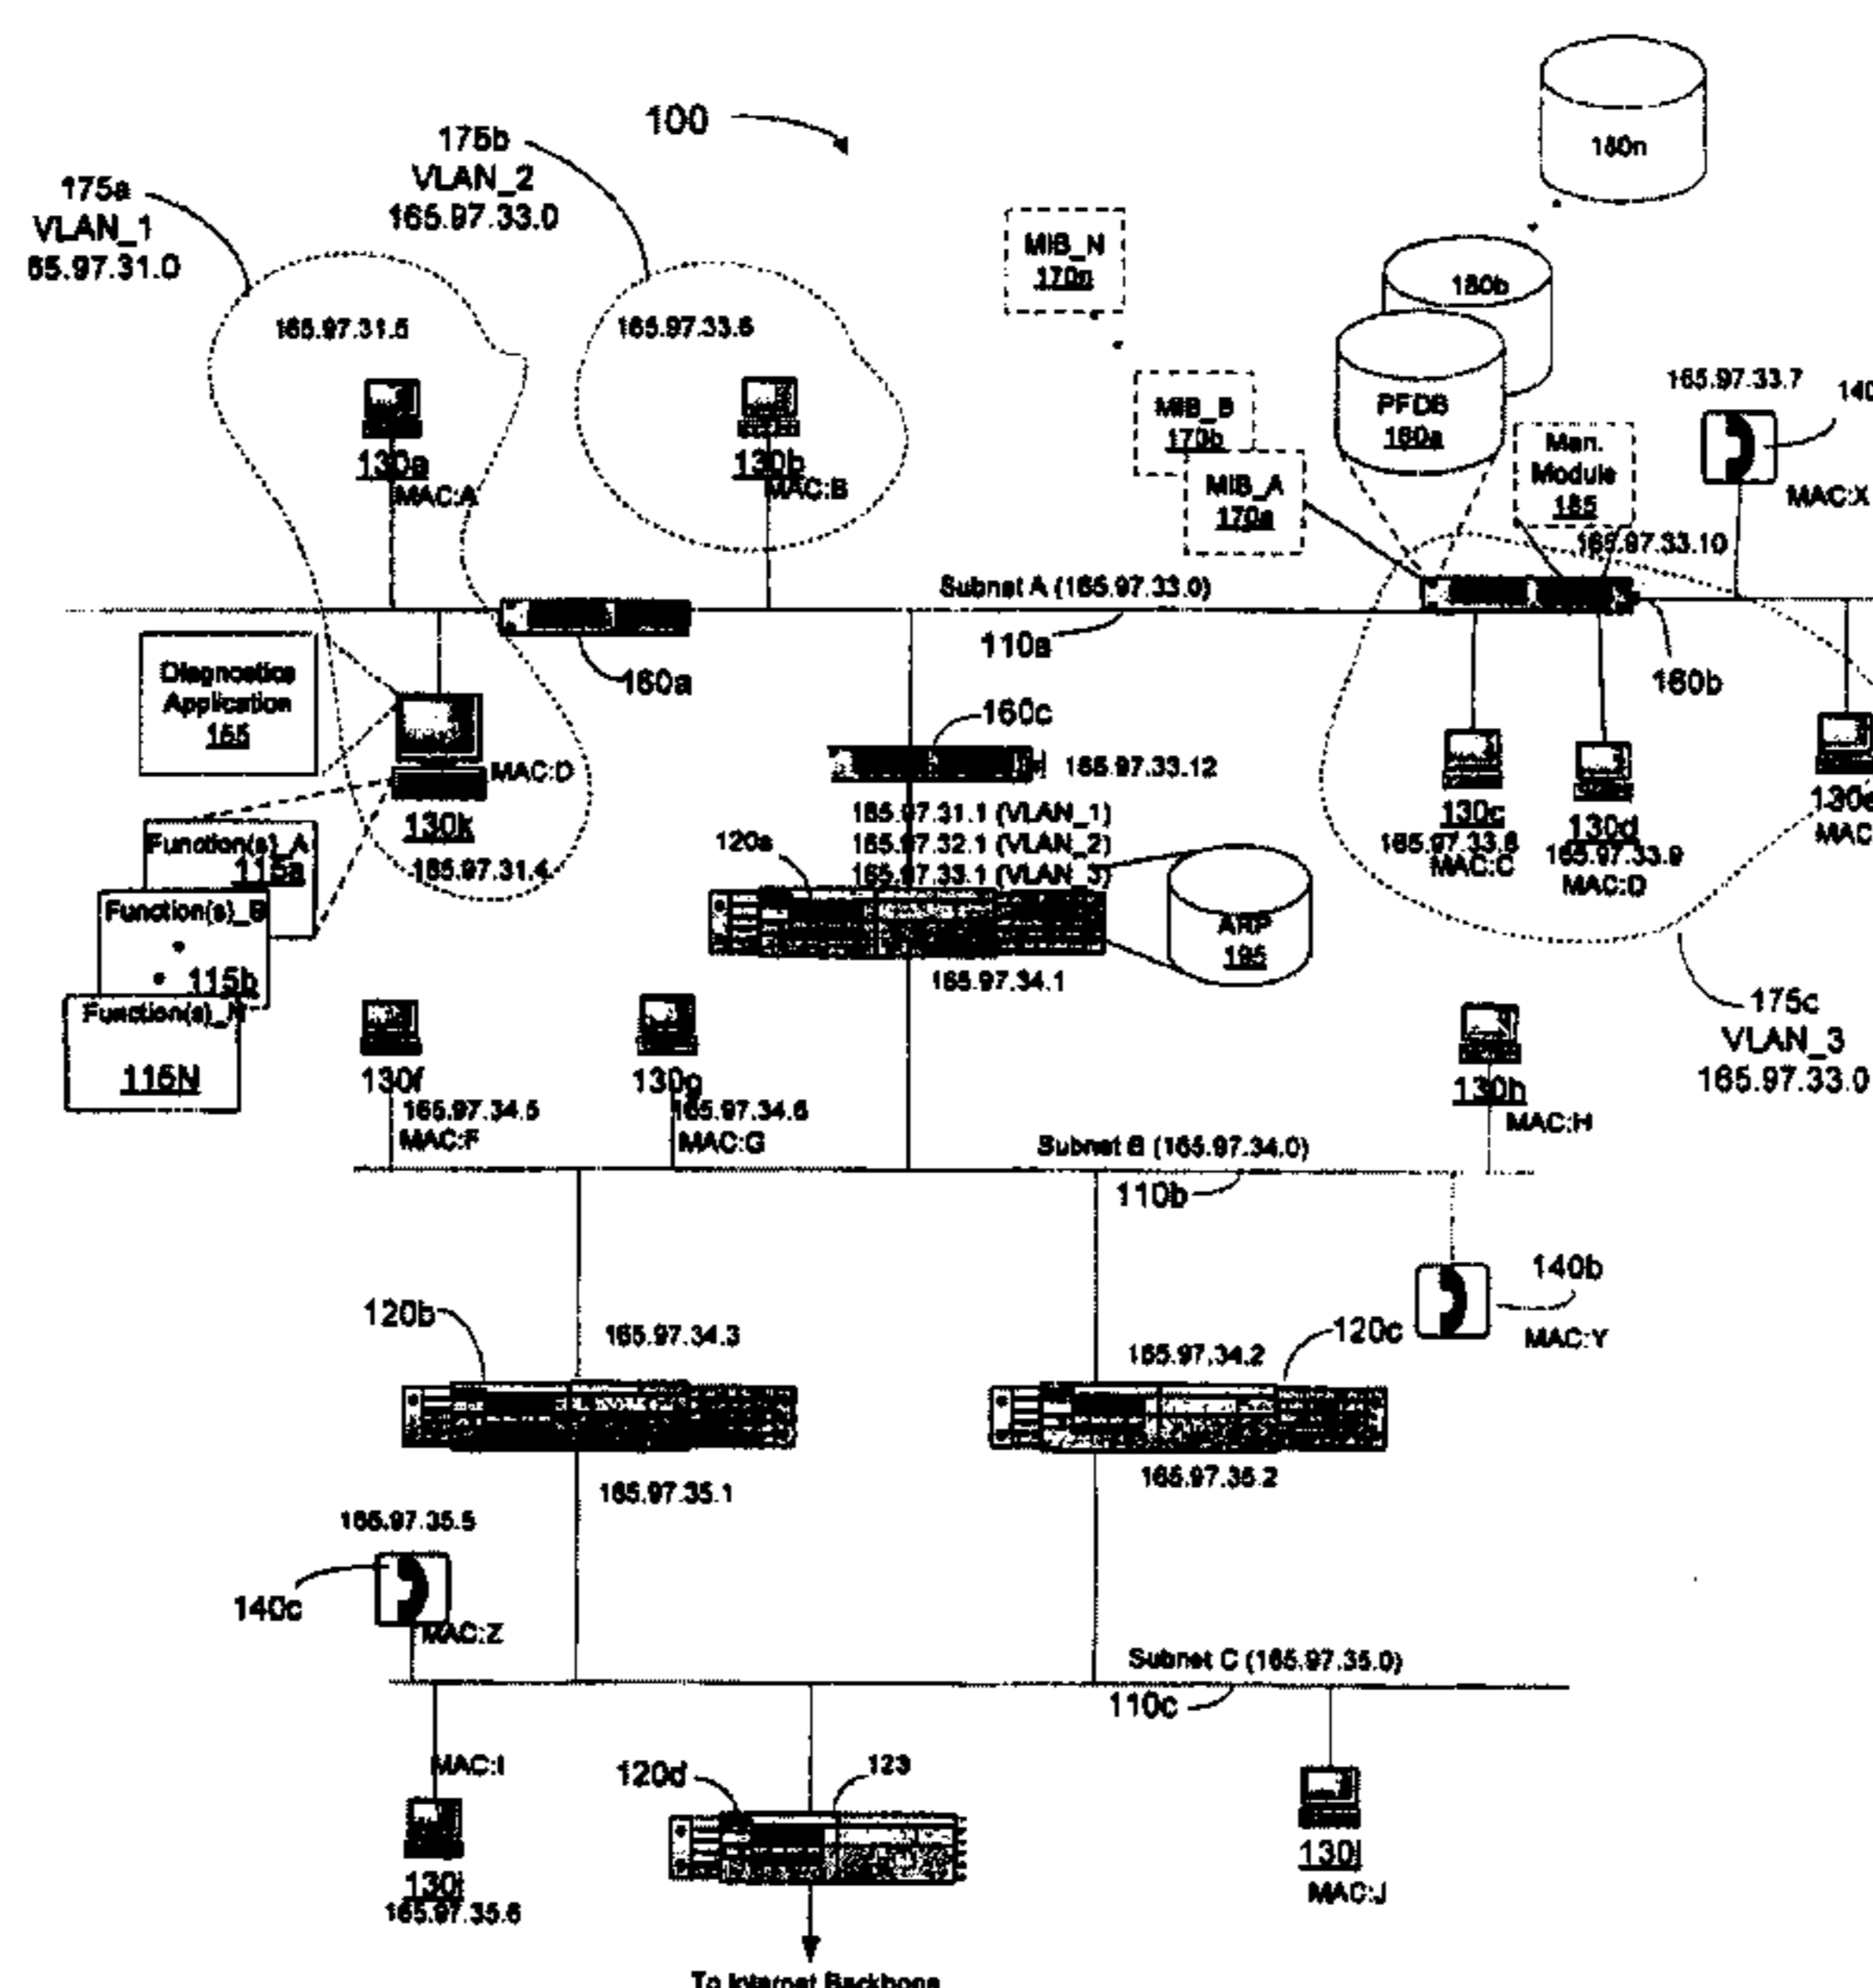 100
175a
VLAN_1
65.97.31.0
175b
VLAN_2
165.97.33.0
180n
MIB_N
170n
180b
165.97.31.5
165.97.33.6
MIB_B
170b
PFDB
180a
Man.
Module
185
165.97.33.7
140
MAC:X
130a
MAC:A
130b
MAC:B
MIB_A
170a
165.97.33.10
Subnet A (165.97.33.0)
110a
160a
160b
Diagnostics
Application
155
160c
165.97.33.12
MAC:D
130k
165.97.31.4
165.97.31.1 (VLAN_1)
165.97.32.1 (VLAN_2)
165.97.33.1 (VLAN_3)
120a
130c
165.97.33.8
MAC:C
130d
165.97.33.9
MAC:D
130e
MAC
Function(s)_A
115a
Function(s)_B
115b
Function(s)_N
115N
ARP
195
165.97.34.1
175c
VLAN_3
165.97.33.0
130f
165.97.34.5
MAC:F
130g
165.97.34.6
MAC:G
130h
MAC:H
Subnet B (165.97.34.0)
110b
140b
MAC:Y
120b
165.97.34.3
165.97.34.2
120c
165.97.35.1
165.97.35.2
165.97.35.5
140c
MAC:Z
Subnet C (165.97.35.0)
110c
MAC:I
130i
165.97.35.6
120d
123
130j
MAC:J
To Internet Backbone